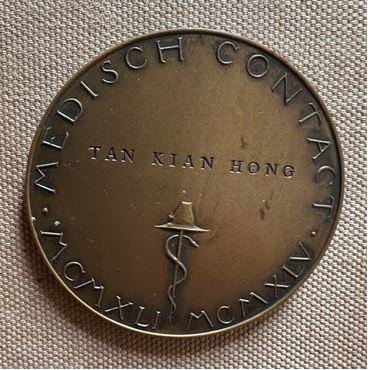 · MEDISCH CONTACT ·
TAN KIAN HONG
MCMXLI MCMXLV